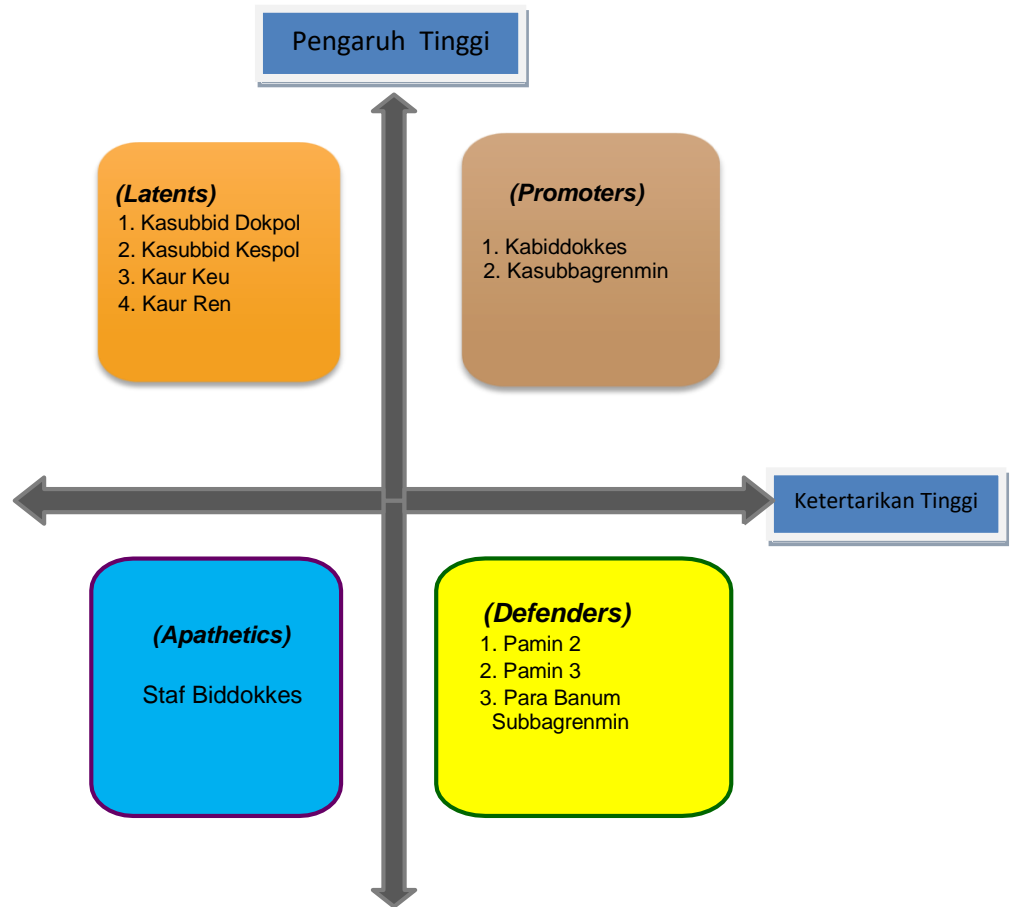 Pengaruh Tinggi
(Latents)
1. Kasubbid Dokpol
2. Kasubbid Kespol
3. Kaur Keu
4. Kaur Ren
(Promoters)
1. Kabiddokkes
2. Kasubbagrenmin
Ketertarikan Tinggi
(Apathetics)
Staf Biddokkes
(Defenders)
1. Pamin 2
2. Pamin 3
3. Para Banum
Subbagrenmin